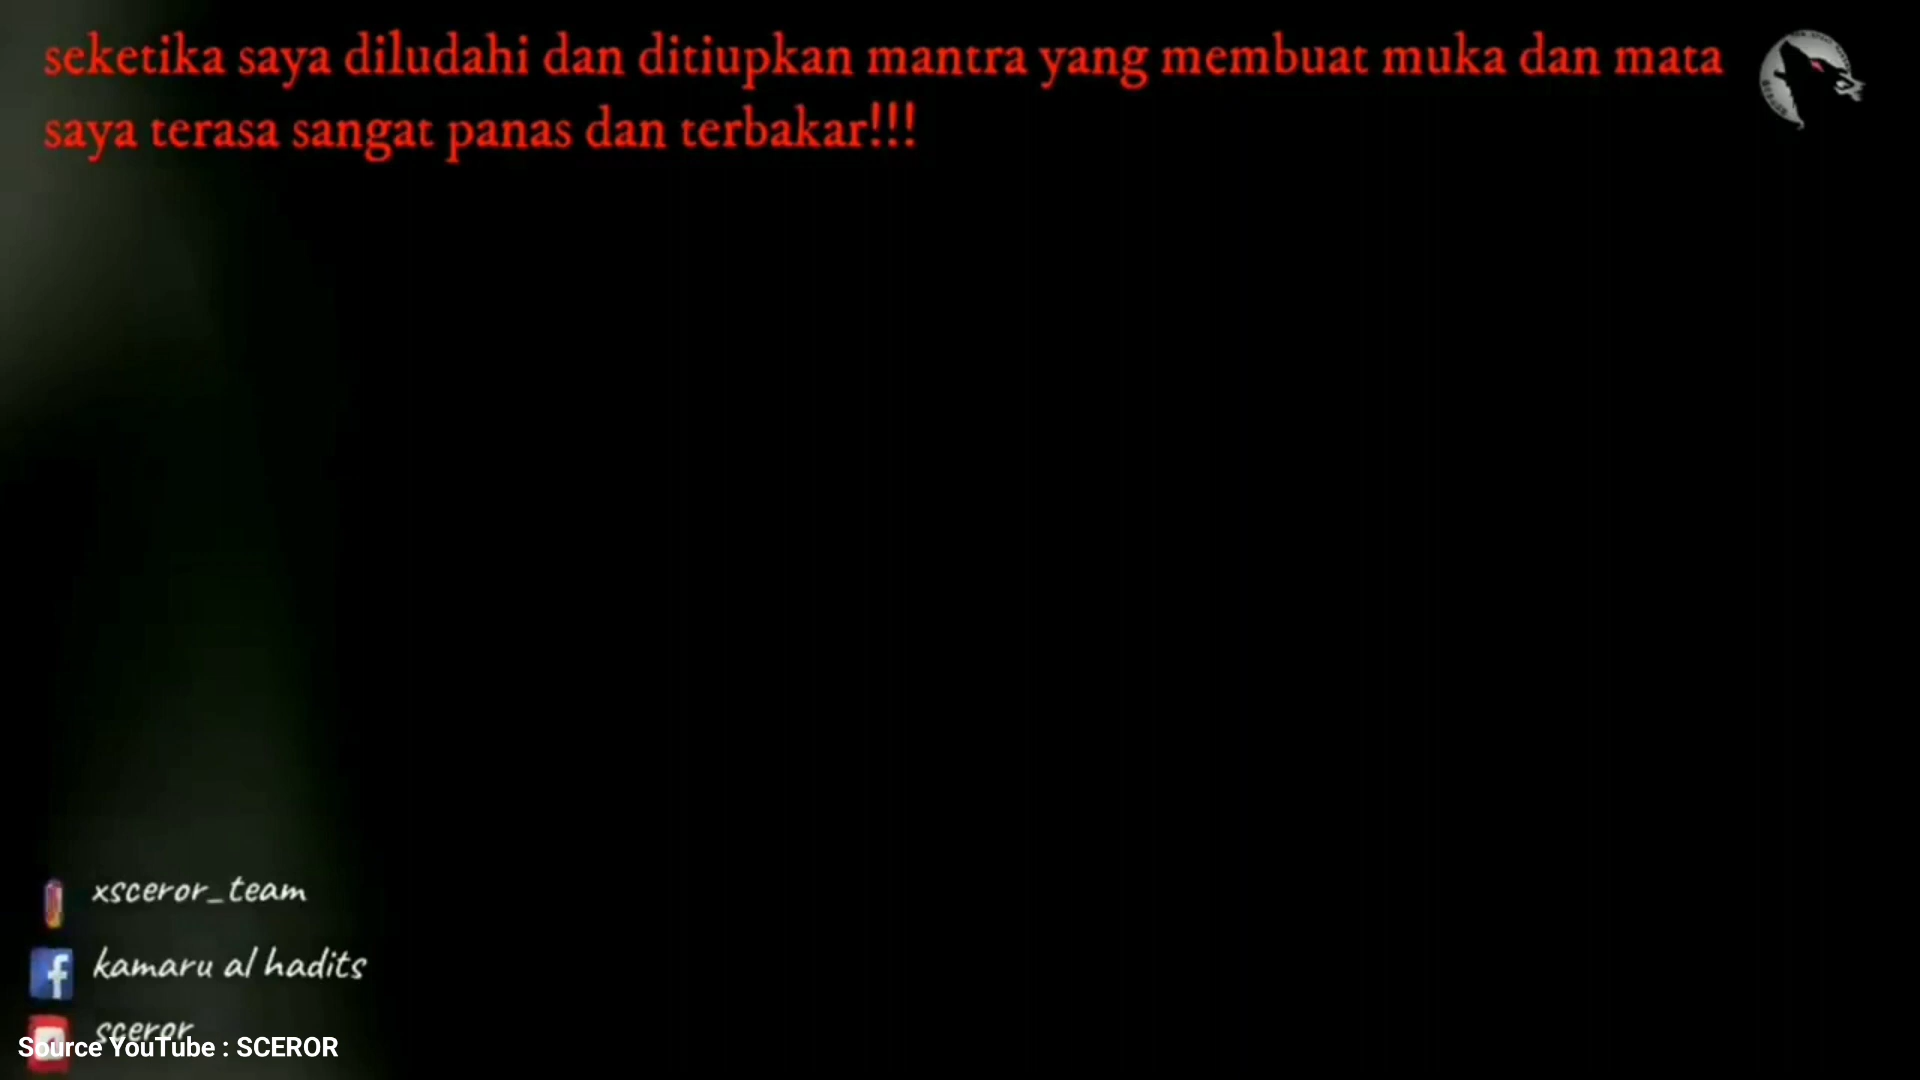 seketika saya diludahi dan ditiupkan mantra yang membuat muka dan mata
saya terasa sangat panas dan terbakar!!!
xsceror_team
kamaru al hadits
sceror
Source YouTube : SCEROR